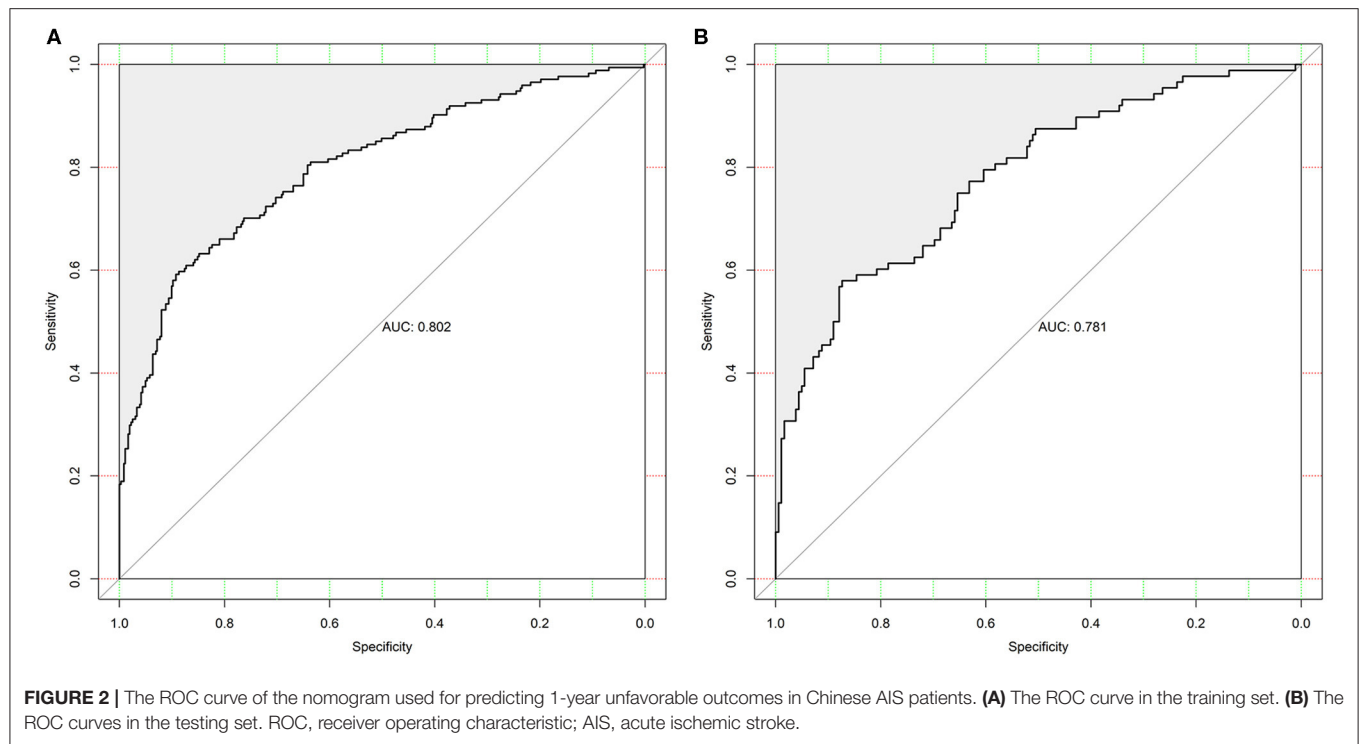 A
B
1.0
0.8
0.6
0.4
0.2
0.0
Sensitivity
AUC: 0.802
1.0 0.8 0.6 0.4 0.2 0.0
Specificity
1.0
0.8
0.6
0.4
0.2
0.0
Sensitivity
AUC: 0.781
1.0 0.8 0.6 0.4 0.2 0.0
Specificity
FIGURE 2 | The ROC curve of the nomogram used for predicting 1-year unfavorable outcomes in Chinese AIS patients. (A) The ROC curve in the training set. (B) The
ROC curves in the testing set. ROC, receiver operating characteristic; AIS, acute ischemic stroke.